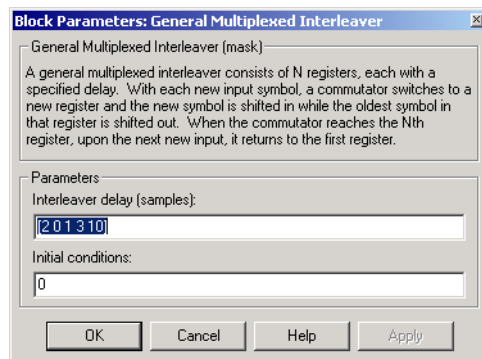 Block Parameters: General Multiplexed Interleaver
General Multiplexed Interleaver (mask)
A general multiplexed interleaver consists of N registers, each with a
specified delay. With each new input symbol, a commutator switches to a
new register and the new symbol is shifted in while the oldest symbol in
that register is shifted out. When the commutator reaches the Nth
register, upon the next new input, it returns to the first register.
Parameters
Interleaver delay (samples):
[2 0 1 3 10]
Initial conditions:
0
OK Cancel Help Apply